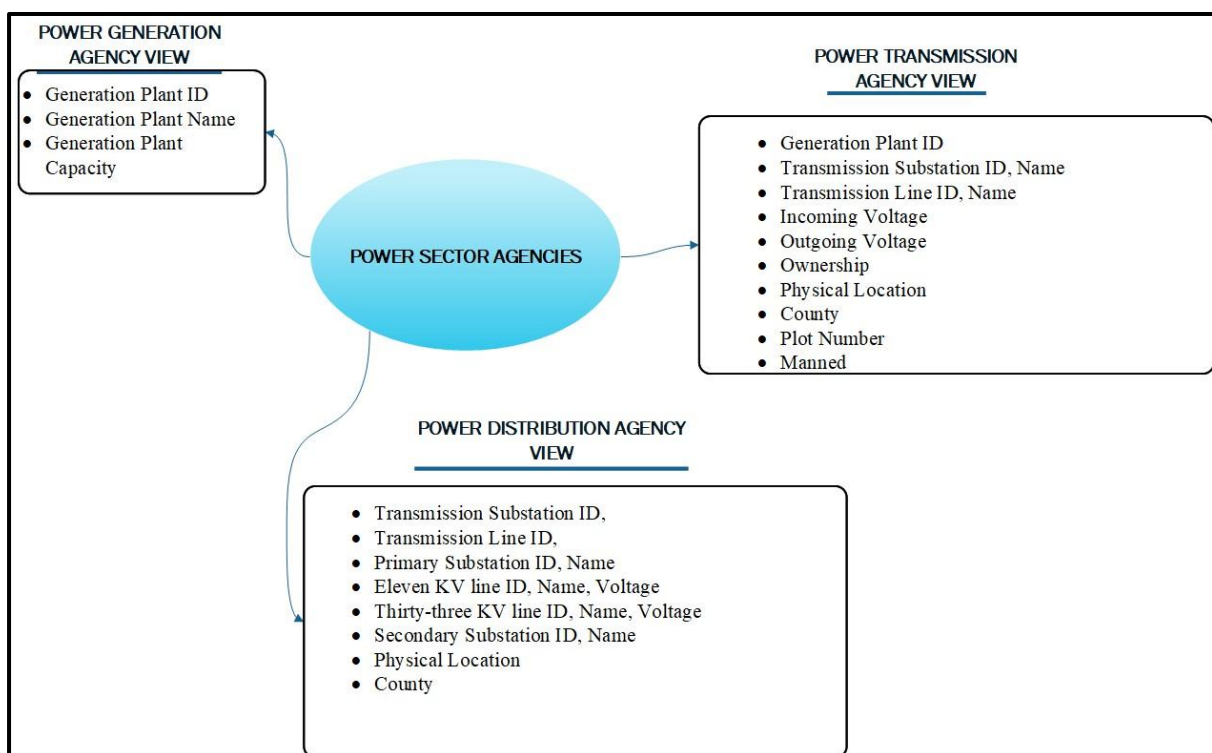 POWER GENERATION
AGENCY VIEW
• Generation Plant ID
• Generation Plant Name
• Generation Plant
Capacity
POWER TRANSMISSION
AGENCY VIEW
• Generation Plant ID
• Transmission Substation ID, Name
• Transmission Line ID, Name
• Incoming Voltage
• Outgoing Voltage
• Ownership
• Physical Location
• County
• Plot Number
• Manned
POWER SECTOR AGENCIES
POWER DISTRIBUTION AGENCY
VIEW
• Transmission Substation ID,
• Transmission Line ID,
• Primary Substation ID, Name
• Eleven KV line ID, Name, Voltage
• Thirty-three KV line ID, Name, Voltage
• Secondary Substation ID, Name
• Physical Location
• County